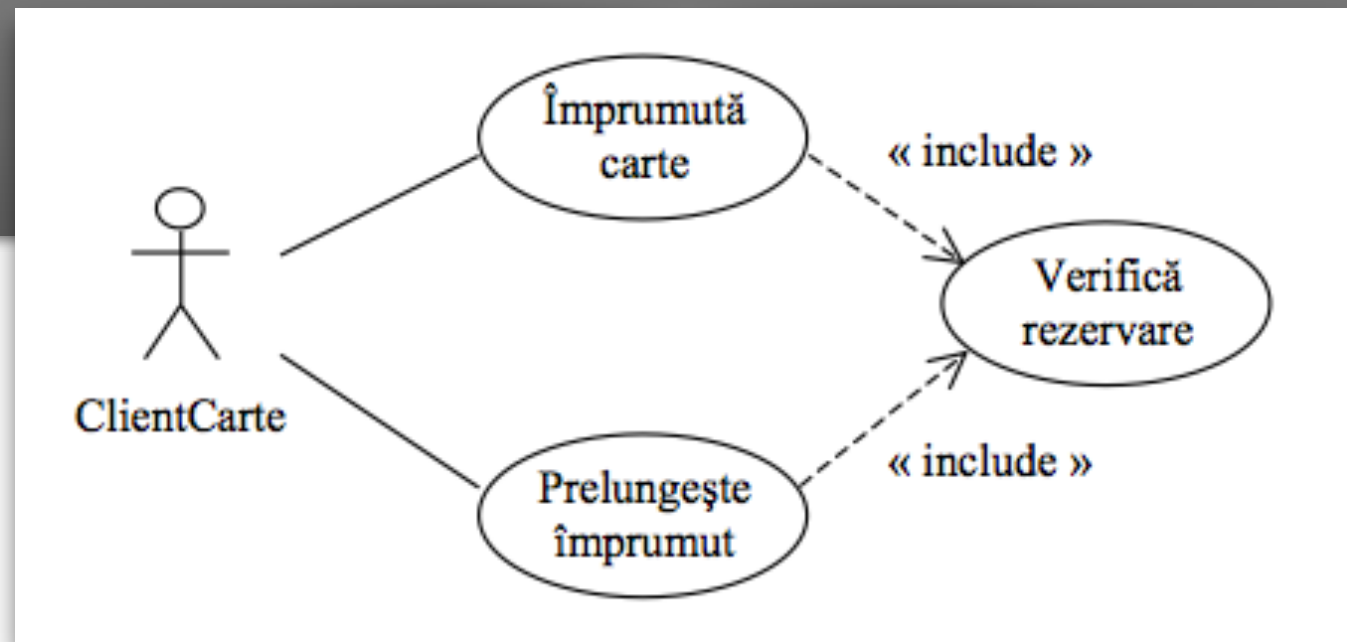 Împrumută
carte
« include »
Verifică
rezervare
ClientCarte
Prelungeşte
împrumut
« include »